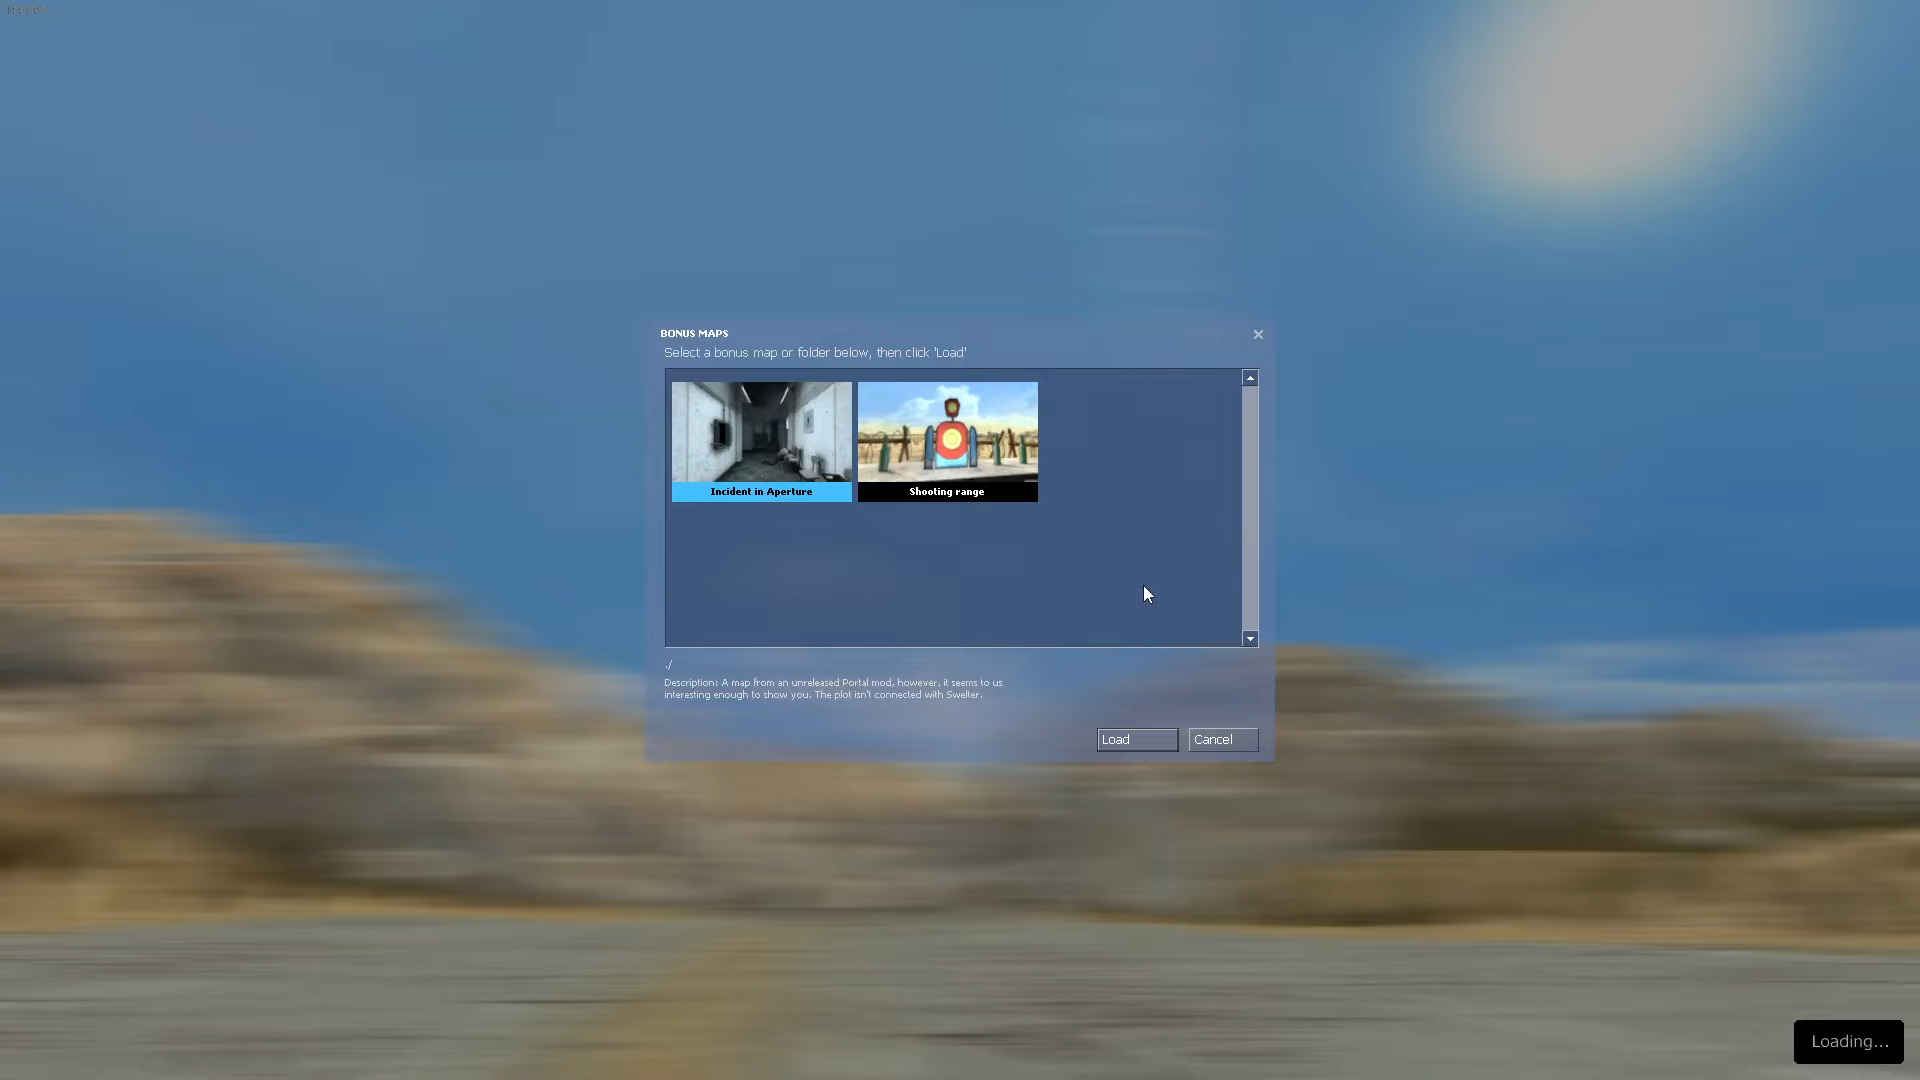 BONUS MAPS
Select a bonus map or folder below, then click 'Load'
Incident in Aperture
Shooting range
./
Description: A map from an unreleased Portal mod, however, it seems to us
interesting enough to show you. The plot isn't connected with Swelter.
Load
Cancel
Loading...